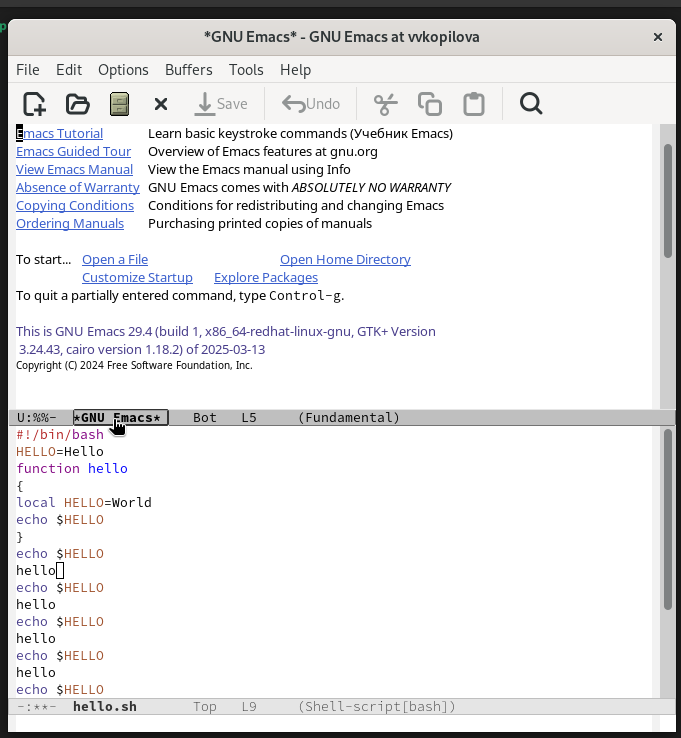 p
*GNU Emacs* - GNU Emacs at vvkopilova
File Edit Options Buffers Tools Help
Save Undo
Emacs Tutorial Learn basic keystroke commands (Учебник Emacs)
Emacs Guided Tour Overview of Emacs features at gnu.org
View Emacs Manual View the Emacs manual using Info
Absence of Warranty GNU Emacs comes with ABSOLUTELY NO WARRANTY
Copying Conditions Conditions for redistributing and changing Emacs
Ordering Manuals Purchasing printed copies of manuals
To start... Open a File Open Home Directory
Customize Startup Explore Packages
To quit a partially entered command, type Control-g.
This is GNU Emacs 29.4 (build 1, x86_64-redhat-linux-gnu, GTK+ Version
3.24.43, cairo version 1.18.2) of 2025-03-13
Copyright (C) 2024 Free Software Foundation, Inc.
U:%%- *GNU Emacs* Bot L5 (Fundamental)
#!/bin/bash
HELLO=Hello
function hello
{
local HELLO=World
echo $HELLO
}
echo $HELLO
hello
echo $HELLO
hello
echo $HELLO
hello
echo $HELLO
hello
echo $HELLO
-:**- hello.sh Top L9 (Shell-script[bash])